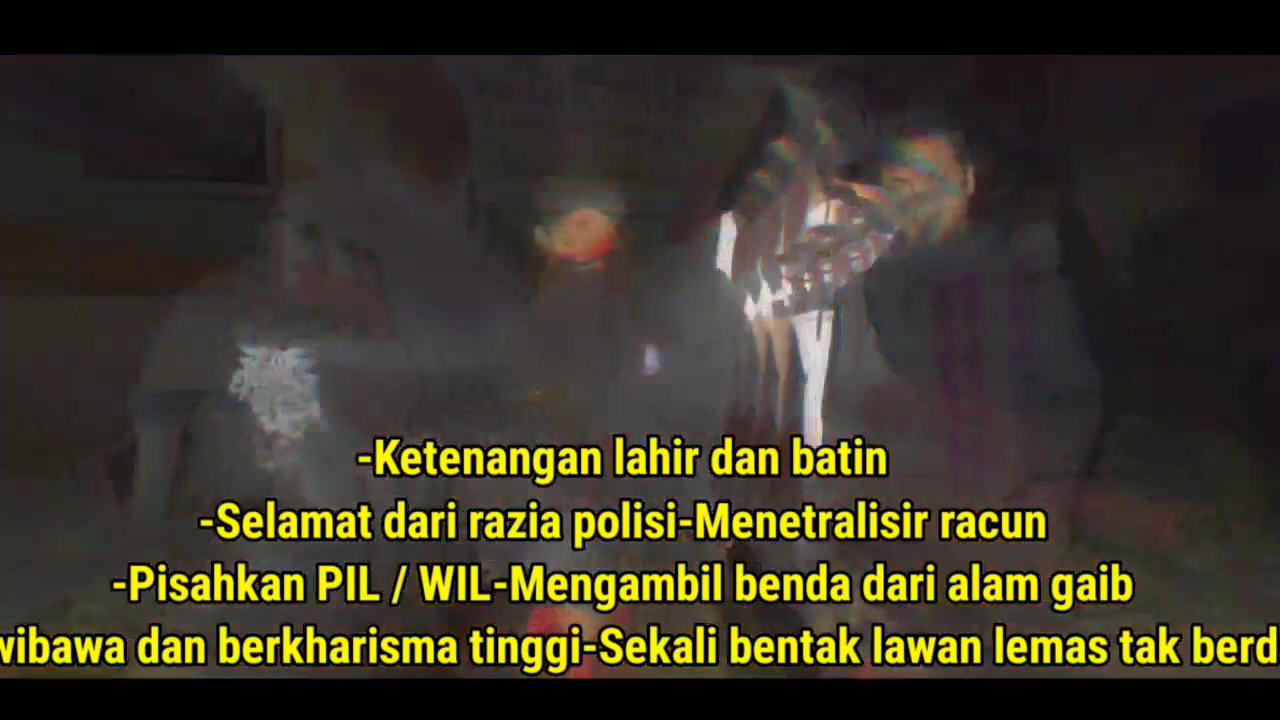 -Ketenangan lahir dan batin
-Selamat dari razia polisi-Menetralisir racun
-Pisahkan PIL / WIL-Mengambil benda dari alam gaib
dan berkharisma tinggi-Sekali bentak lawan lemas tak